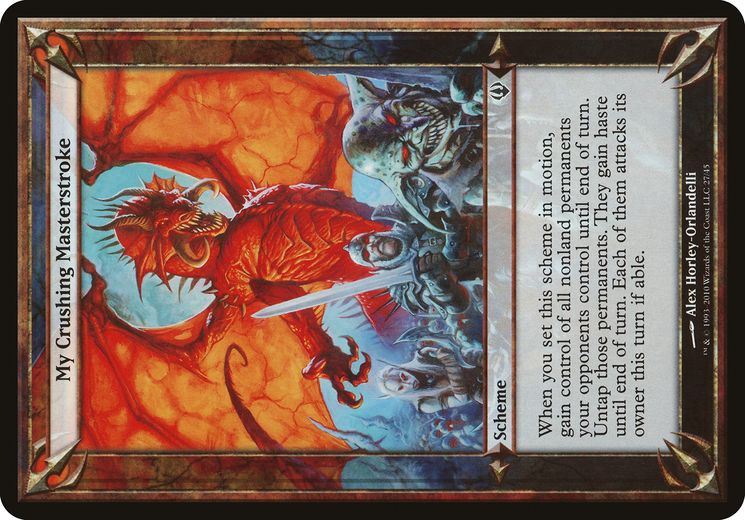 My Crushing Masterstroke
Scheme
When you set this scheme in motion,
gain control of all nonland permanents
your opponents control until end of turn.
Untap those permanents. They gain haste
until end of turn. Each of them attacks its
owner this turn if able.
Alex Horley-Orlandelli
™ & © 1993-2010 Wizards of the Coast LLC 27/45